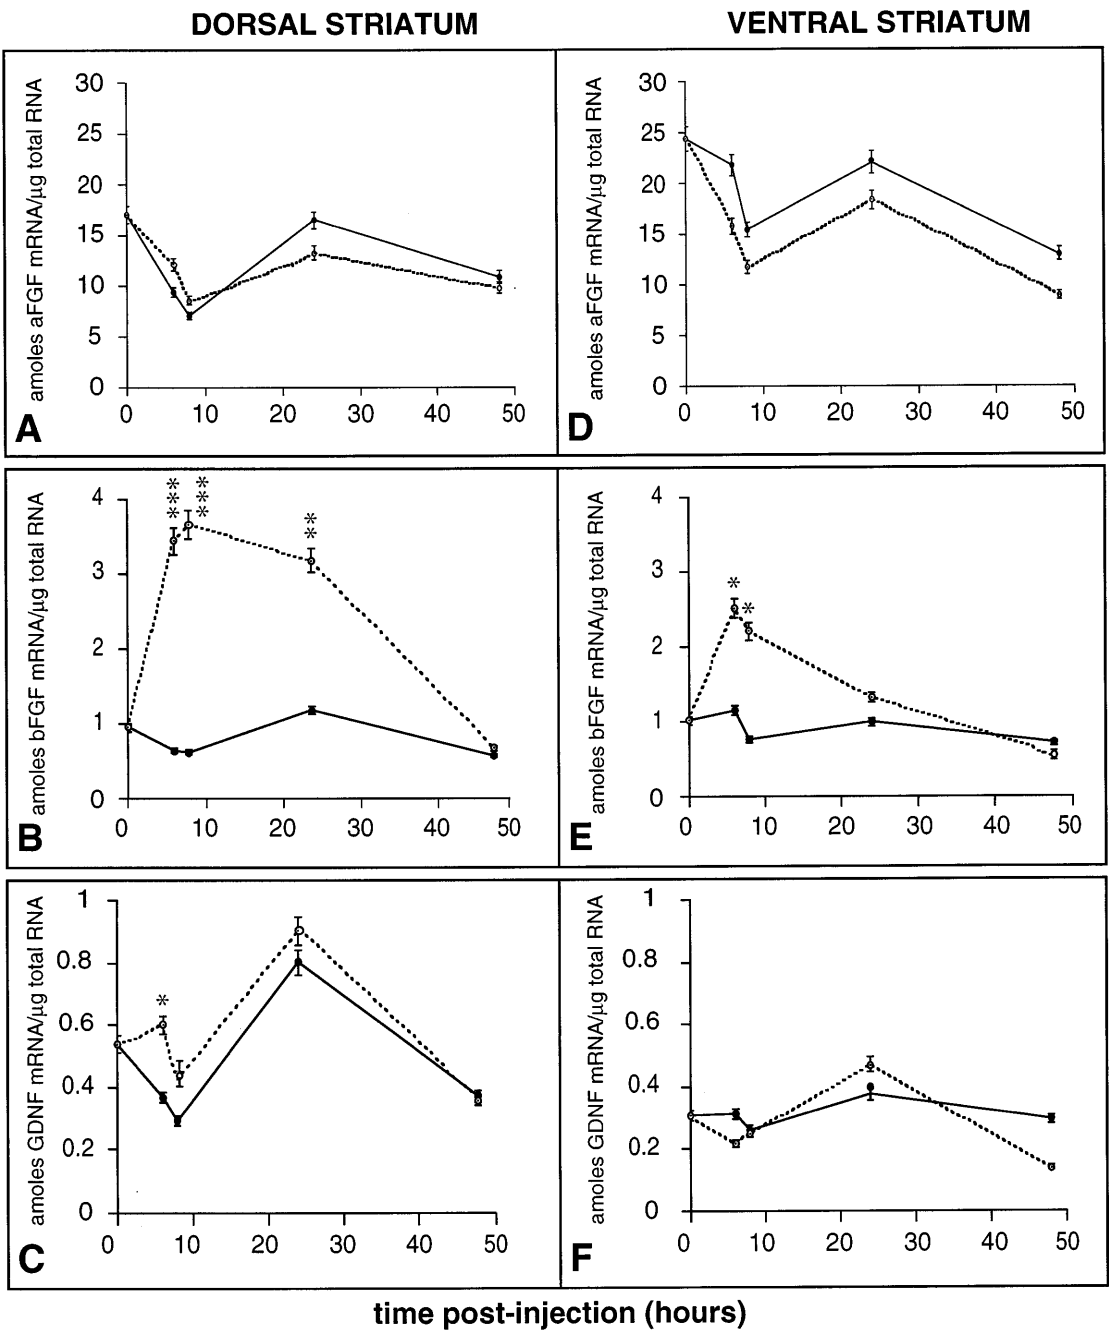 DORSAL STRIATUM
VENTRAL STRIATUM
amoles aFGF mRNA/µg total RNA
30
25
20
15
10
5
0
0 10 20 30 40 50
A
amoles aFGF mRNA/µg total RNA
30
25
20
15
10
5
0
0 10 20 30 40 50
D
amoles bFGF mRNA/µg total RNA
4
3
2
1
0
***
***
**
0 10 20 30 40 50
B
amoles bFGF mRNA/µg total RNA
4
3
2
1
0
*
*
0 10 20 30 40 50
E
amoles GDNF mRNA/µg total RNA
1
0.8
0.6
0.4
0.2
0
*
0 10 20 30 40 50
C
amoles GDNF mRNA/µg total RNA
1
0.8
0.6
0.4
0.2
0
0 10 20 30 40 50
F
time post-injection (hours)